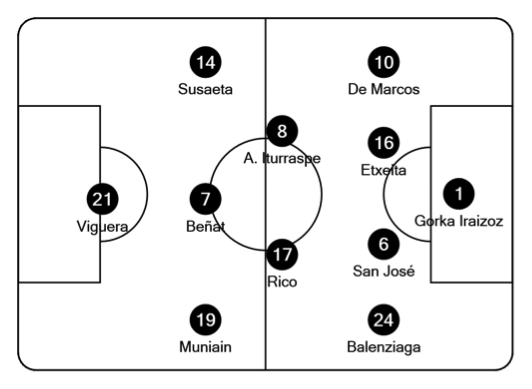 14
Susaeta
10
De Marcos
8
A. Iturraspe
16
Etxeita
21
Viguera
7
Beñat
1
Gorka Iraizoz
17
Rico
6
San José
19
Muniain
24
Balenziaga